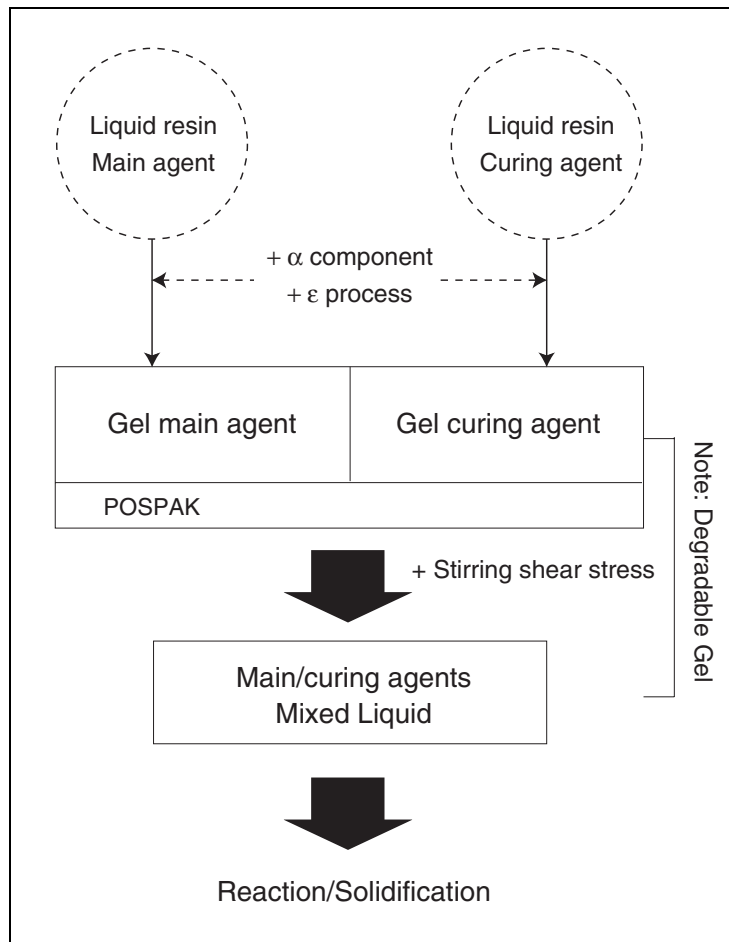 Liquid resin
Main agent
Liquid resin
Curing agent
+ α component
+ ε process
Gel main agent
Gel curing agent
POSPAK
+ Stirring shear stress
Note: Degradable Gel
Main/curing agents
Mixed Liquid
Reaction/Solidification